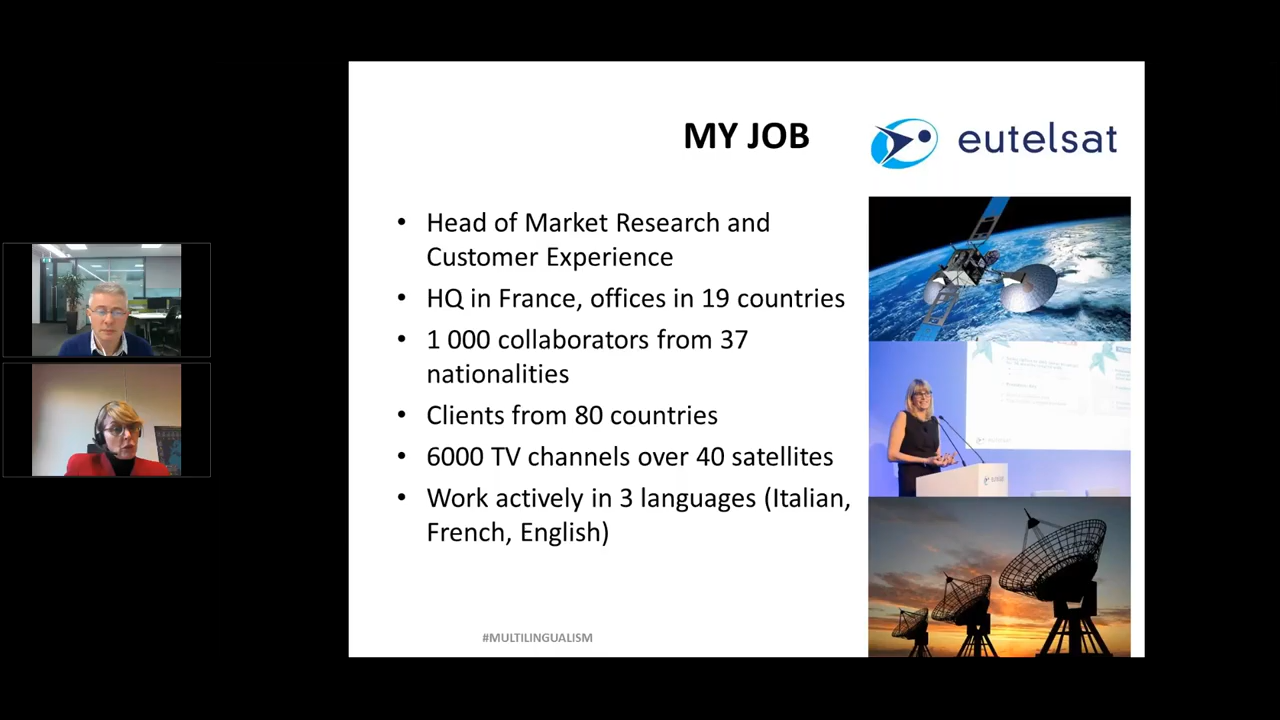 MY JOB
eutelsat
• Head of Market Research and
Customer Experience
• HQ in France, offices in 19 countries
• 1 000 collaborators from 37
nationalities
• Clients from 80 countries
• 6000 TV channels over 40 satellites
• Work actively in 3 languages (Italian,
French, English)
#MULTILINGUALISM